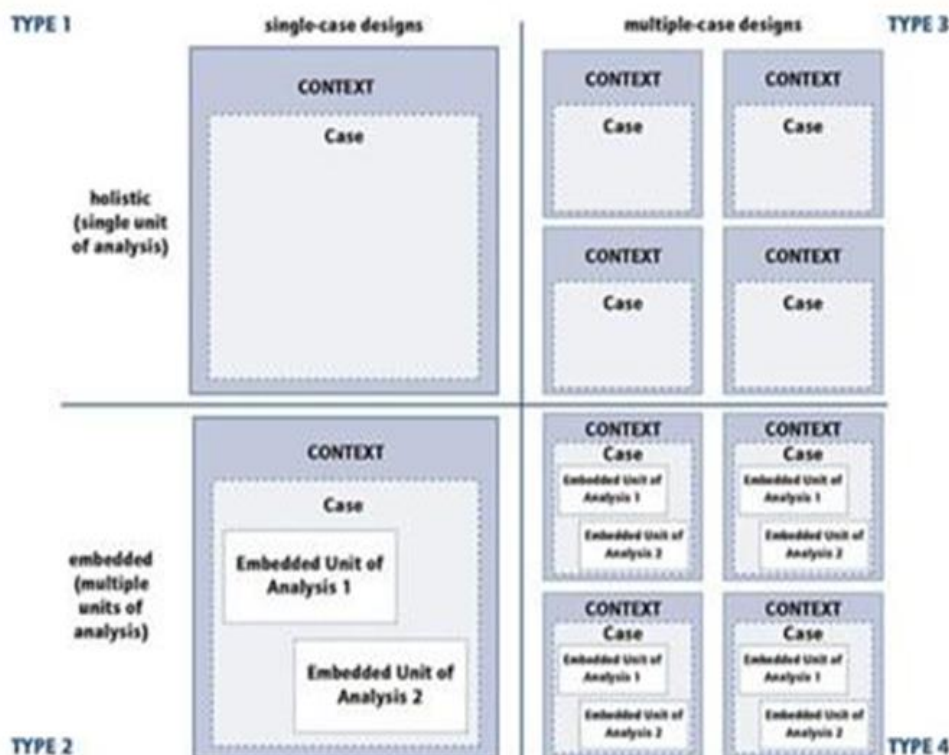 TYPE 1
single-case designs
multiple-case designs
TYPE 3
CONTEXT
Case
holistic
(single unit
of analysis)
CONTEXT
Case
CONTEXT
Case
CONTEXT
Case
CONTEXT
Case
CONTEXT
Case
Embedded Unit of
Analysis 1
Embedded Unit of
Analysis 2
embedded
(multiple
units of
analysis)
CONTEXT
Case
Embedded Unit of
Analysis 1
Embedded Unit of
Analysis 2
CONTEXT
Case
Embedded Unit of
Analysis 1
Embedded Unit of
Analysis 2
CONTEXT
Case
Embedded Unit of
Analysis 1
Embedded Unit of
Analysis 2
CONTEXT
Case
Embedded Unit of
Analysis 1
Embedded Unit of
Analysis 2
TYPE 2
TYPE 4